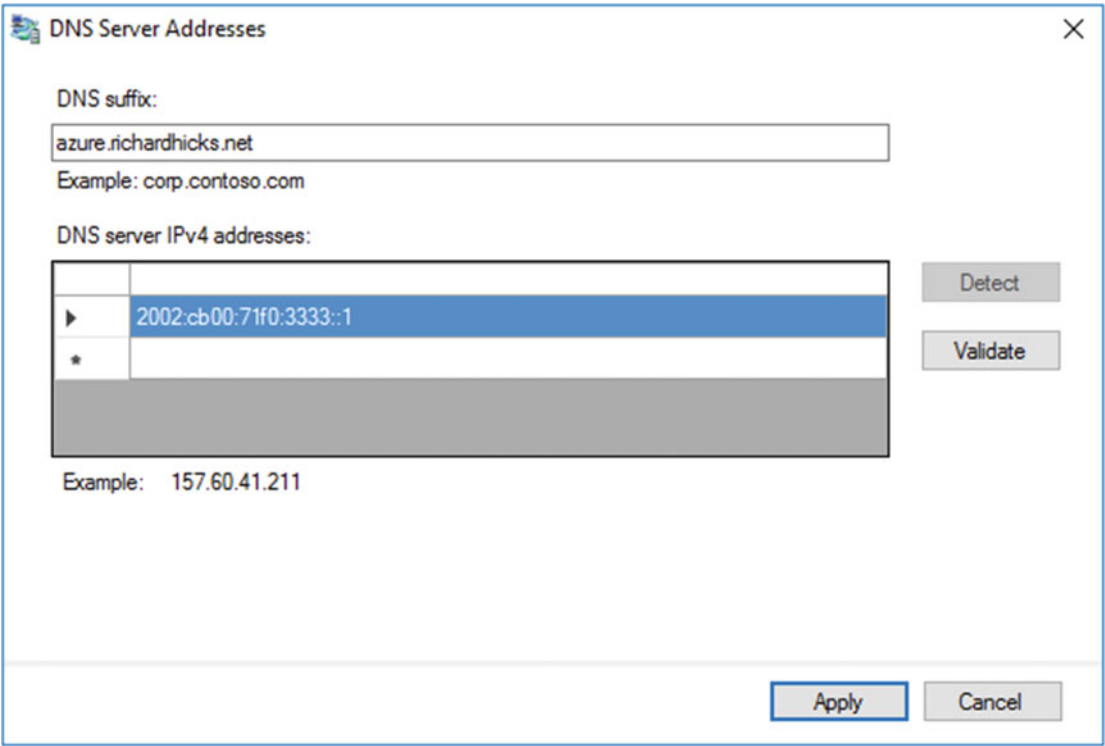 DNS Server Addresses
DNS suffix:
azure.richardhicks.net
Example: corp.contoso.com
DNS server IPv4 addresses:
Detect
2002:cb00:71f0:3333::1
Validate
*
Example: 157.60.41.211
Apply Cancel